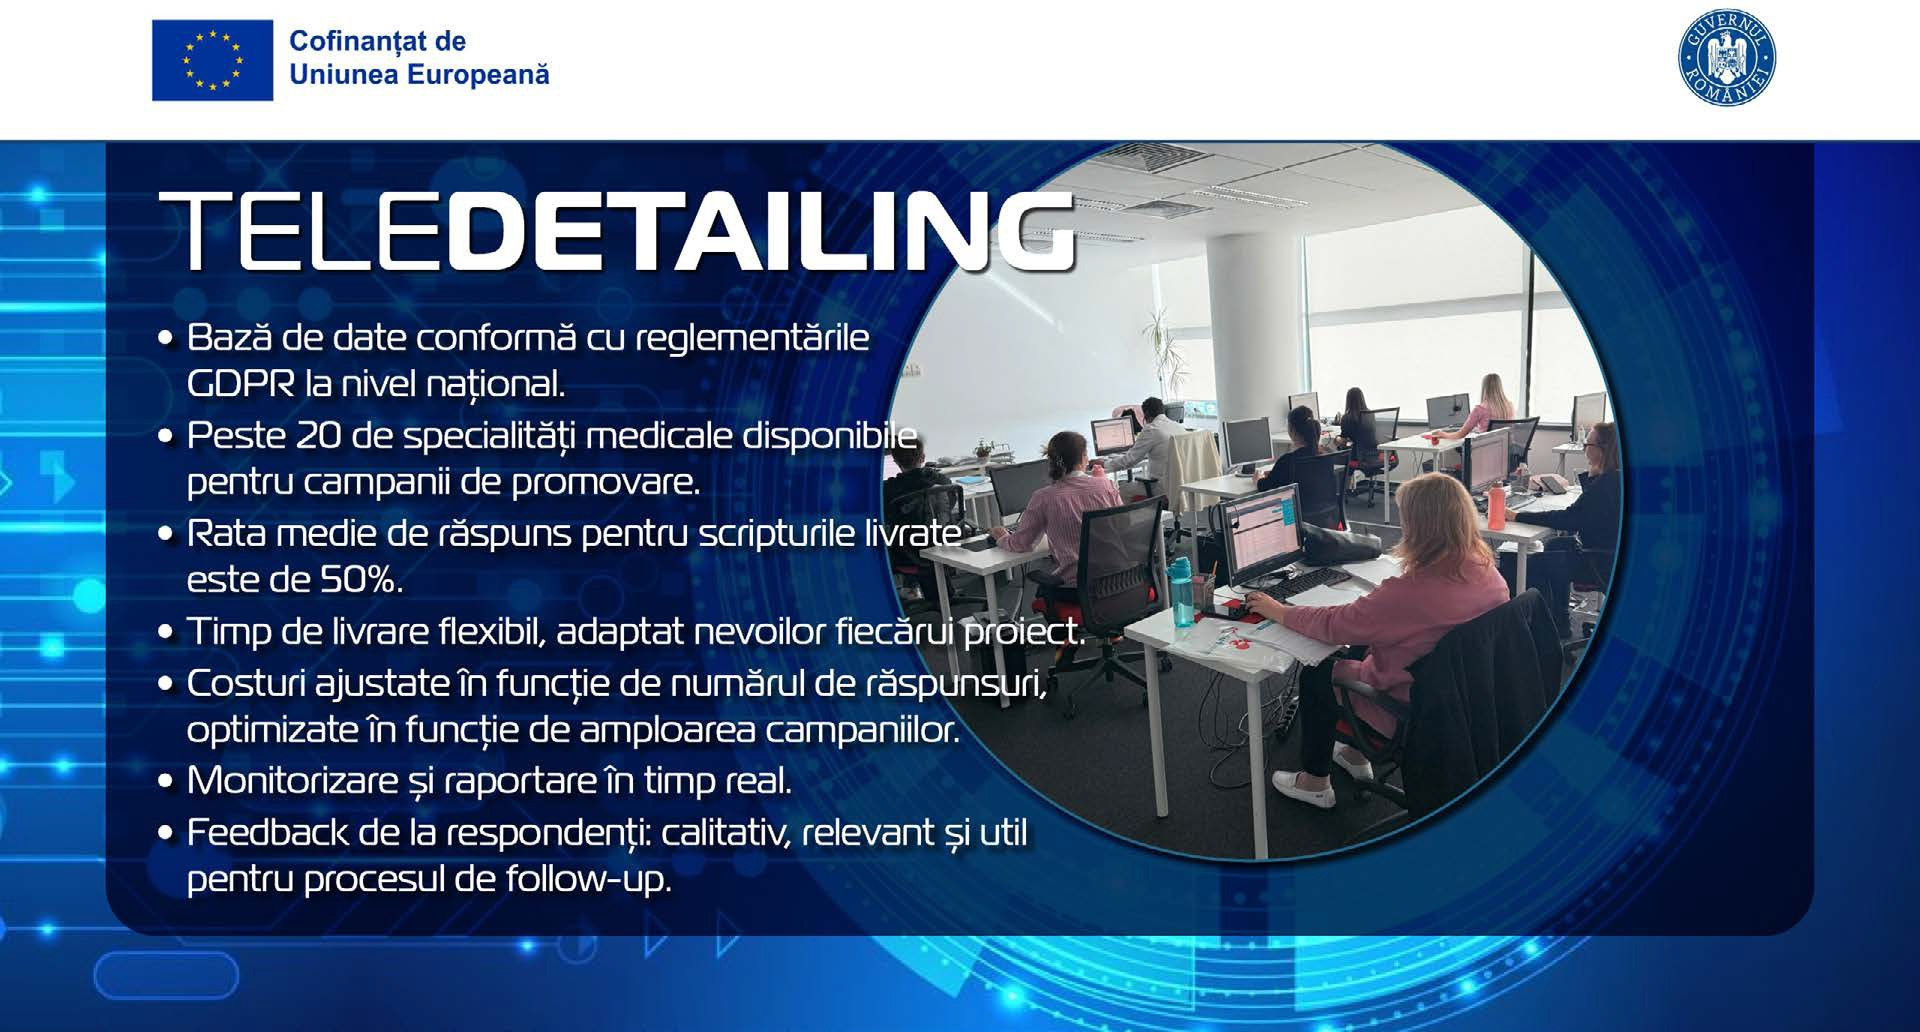 Cofinanțat de
Uniunea Europeană
GUVERNUL ROMÂNIEI
TELEDETAILING
• Bază de date conformă cu reglementările
GDPR la nivel național.
• Peste 20 de specialități medicale disponibile
pentru campanii de promovare.
• Rata medie de răspuns pentru scripturile livrate
este de 50%.
• Timp de livrare flexibil, adaptat nevoilor fiecărui proiect.
• Costuri ajustate în funcție de numărul de răspunsuri,
optimizate în funcție de amploarea campaniilor.
• Monitorizare și raportare în timp real.
• Feedback de la respondenți: calitativ, relevant și util
pentru procesul de follow-up.